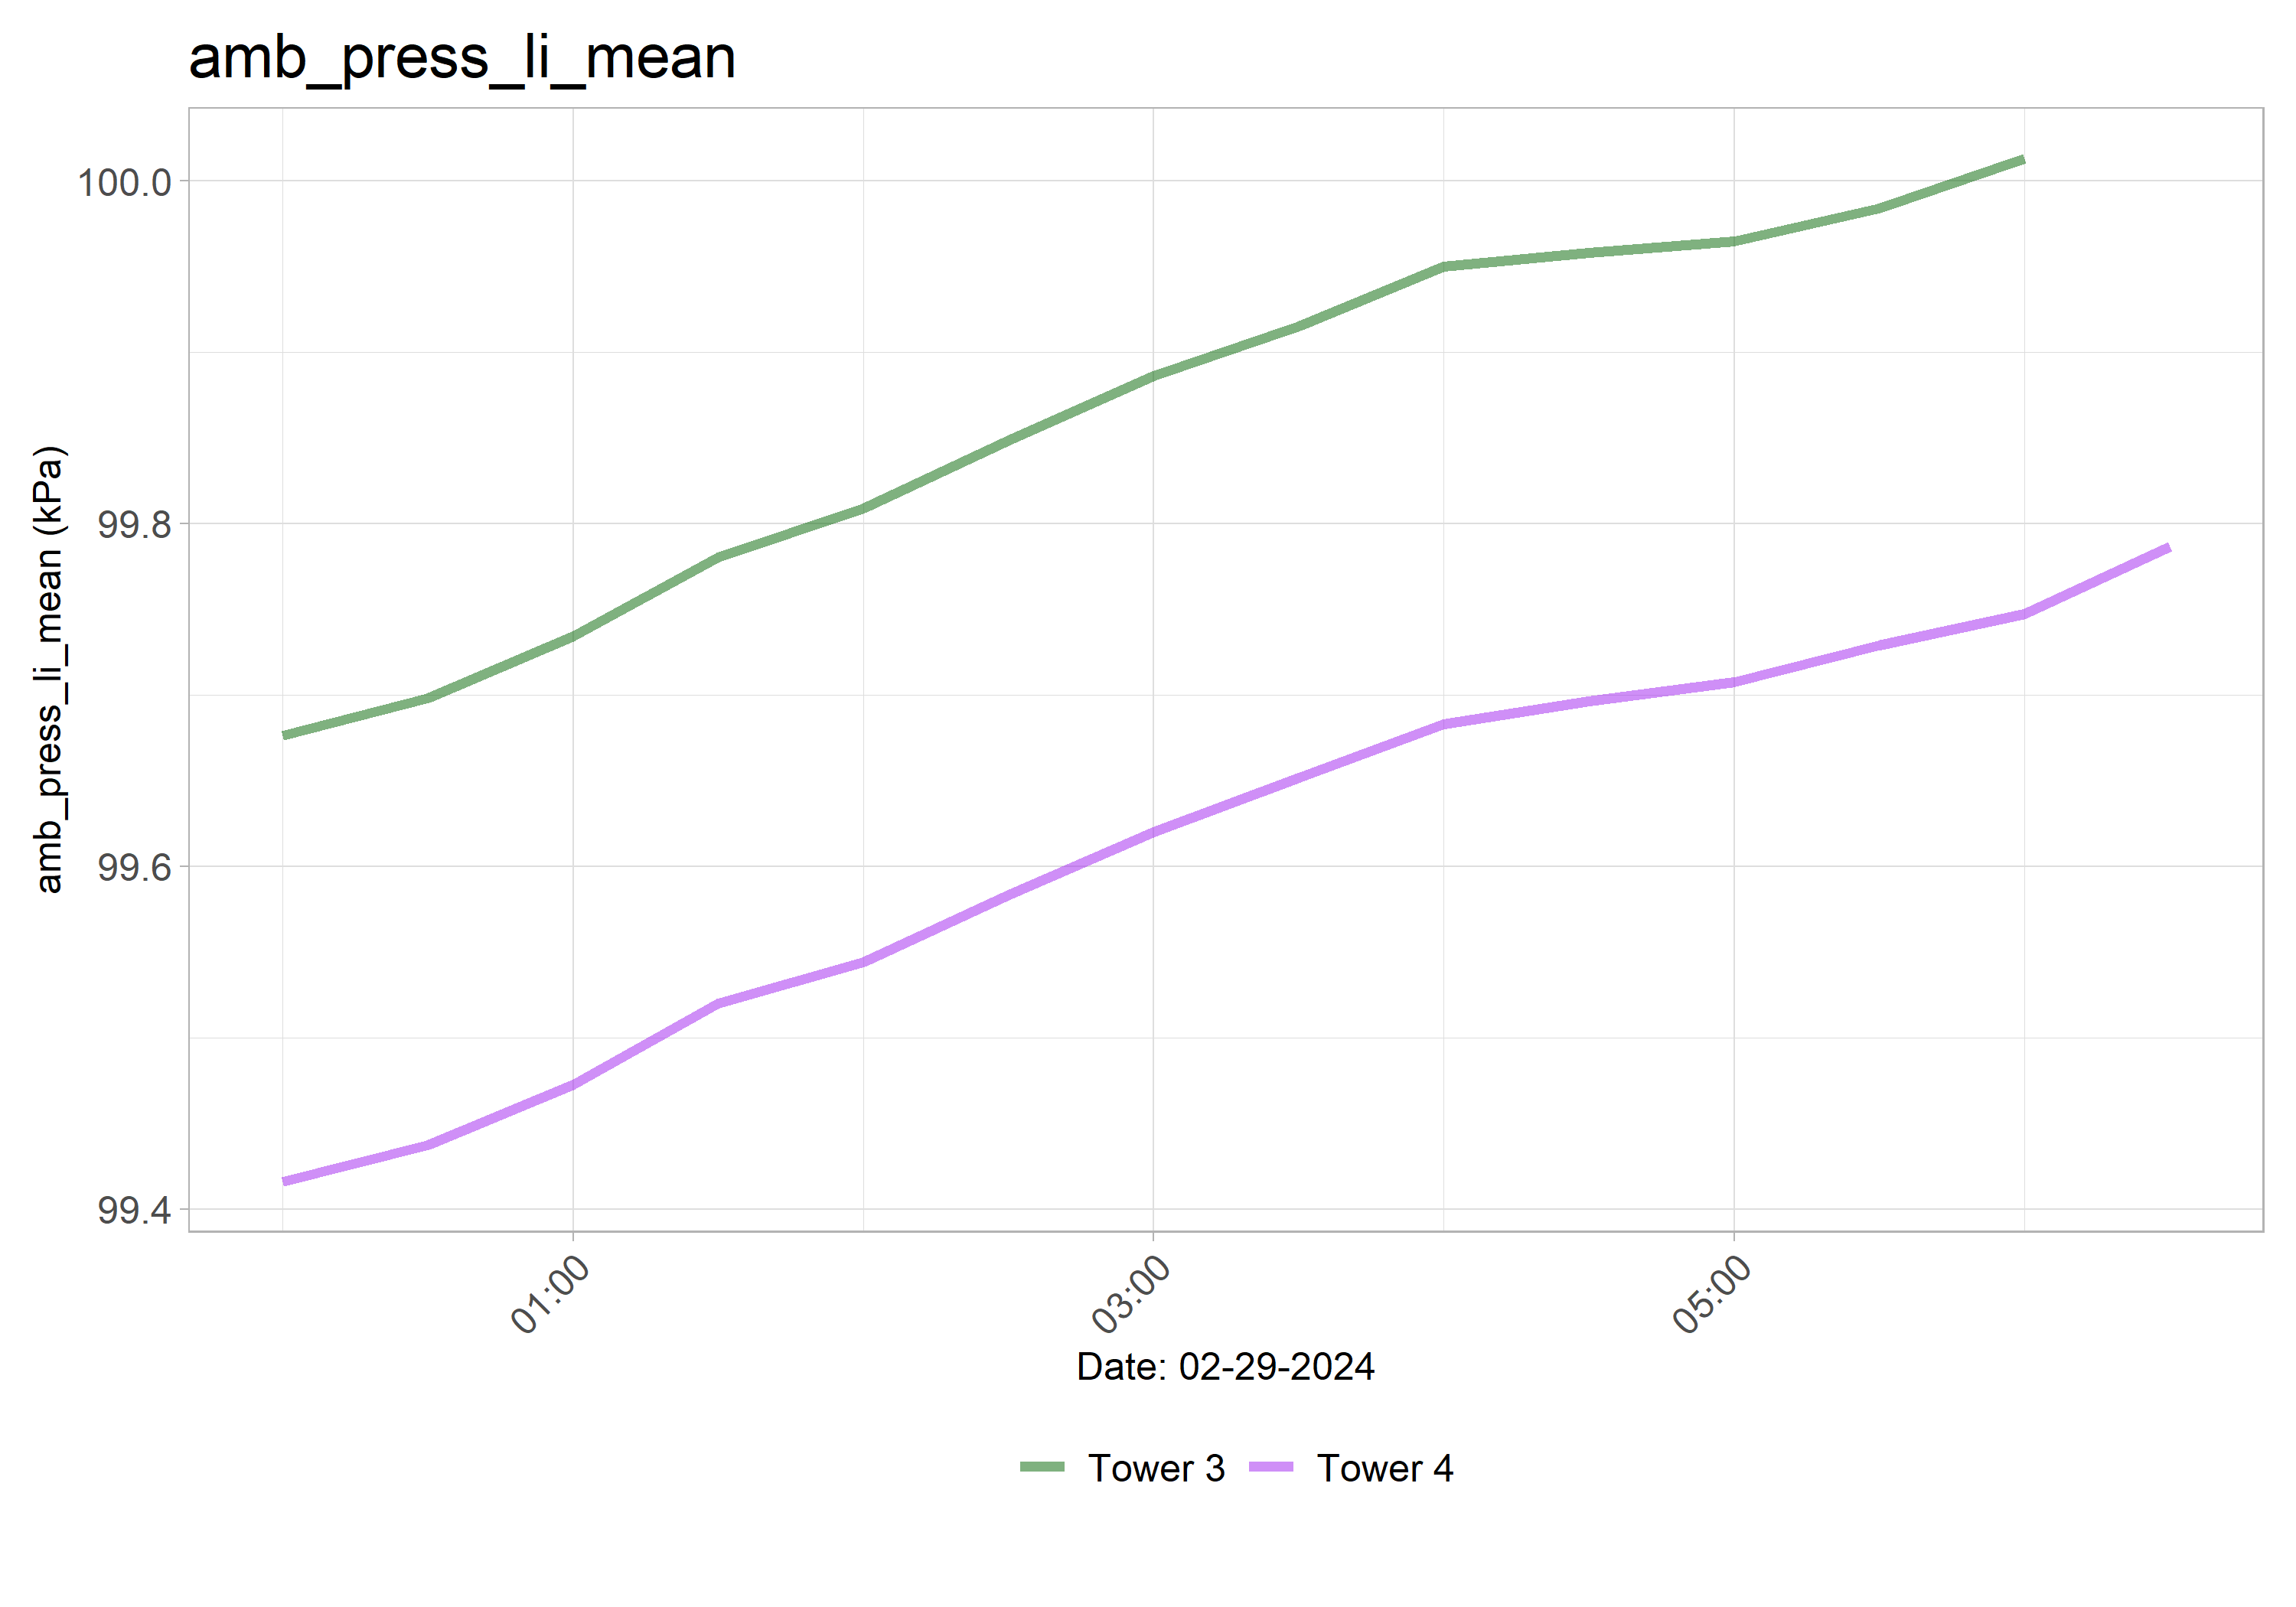 amb_press_li_mean
amb_press_li_mean (kPa)
100.0
99.8
99.6
99.4
01:00
03:00
05:00
Date: 02-29-2024
Tower 3
Tower 4